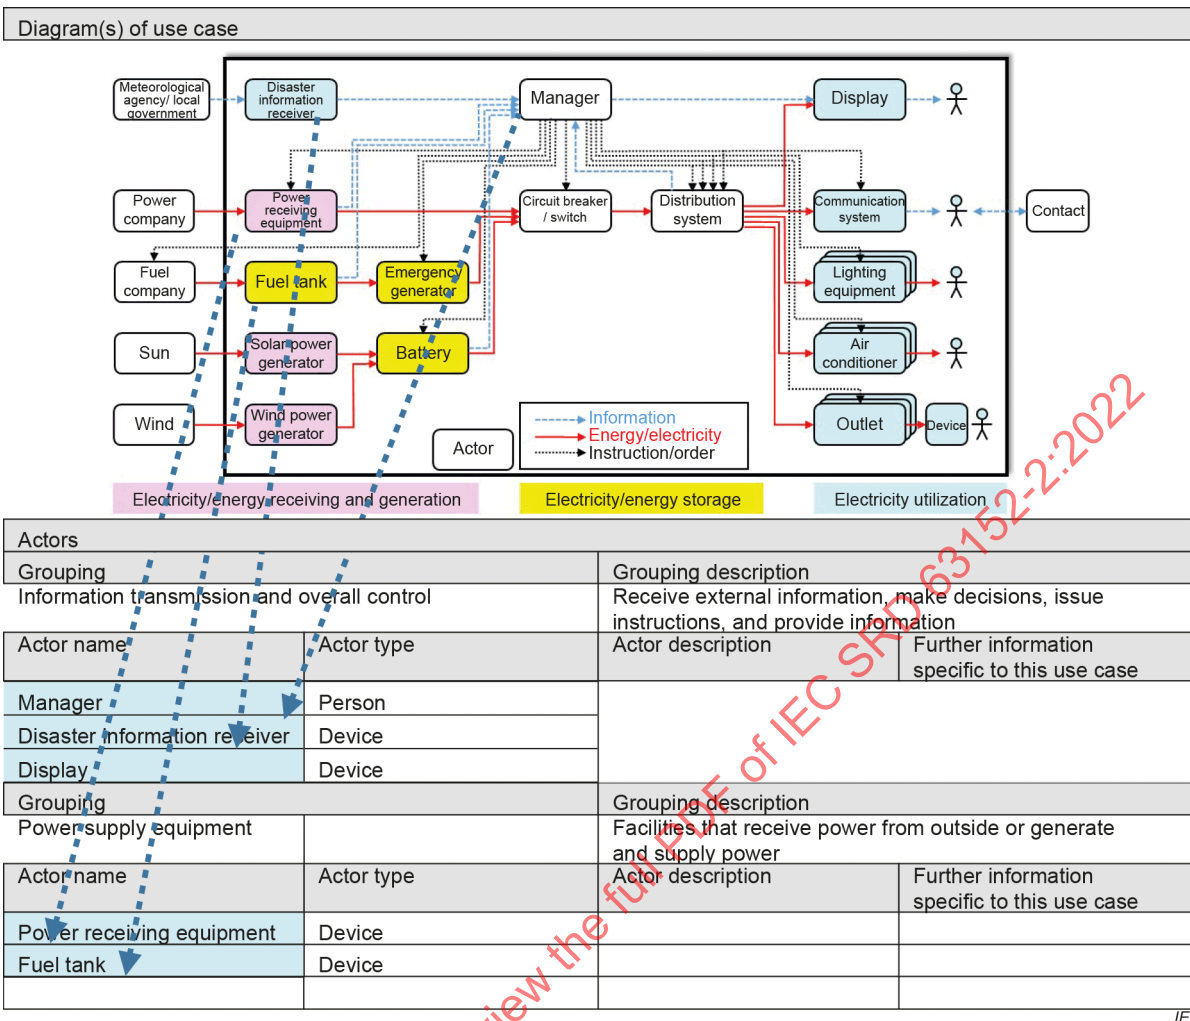 Diagram(s) of use case
Meteorological
agency/ local
government
Disaster
information
receiver
Manager
Display
Power
company
Power
receiving
equipment
Circuit breaker
/ switch
Distribution
system
Communication
system
Contact
Fuel
company
Fuel tank
Emergency
generator
Lighting
equipment
Sun
Solar power
generator
Battery
Air
conditioner
Wind
Wind power
generator
Actor
Information
Energy/electricity
Instruction/order
Outlet
Device
Electricity/energy receiving and generation
Electricity/energy storage
Electricity utilization
Actors
Grouping
Grouping description
Information transmission and overall control
Receive external information, make decisions, issue
instructions, and provide information
Actor name
Actor type
Actor description
Further information
specific to this use case
Manager
Person
Disaster information receiver
Device
Display
Device
Grouping
Grouping description
Power supply equipment
Facilities that receive power from outside or generate
and supply power
Actor name
Actor type
Actor description
Further information
specific to this use case
Power receiving equipment
Device
Fuel tank
Device
view the full PDF of IEC SRD 63152-2:2022